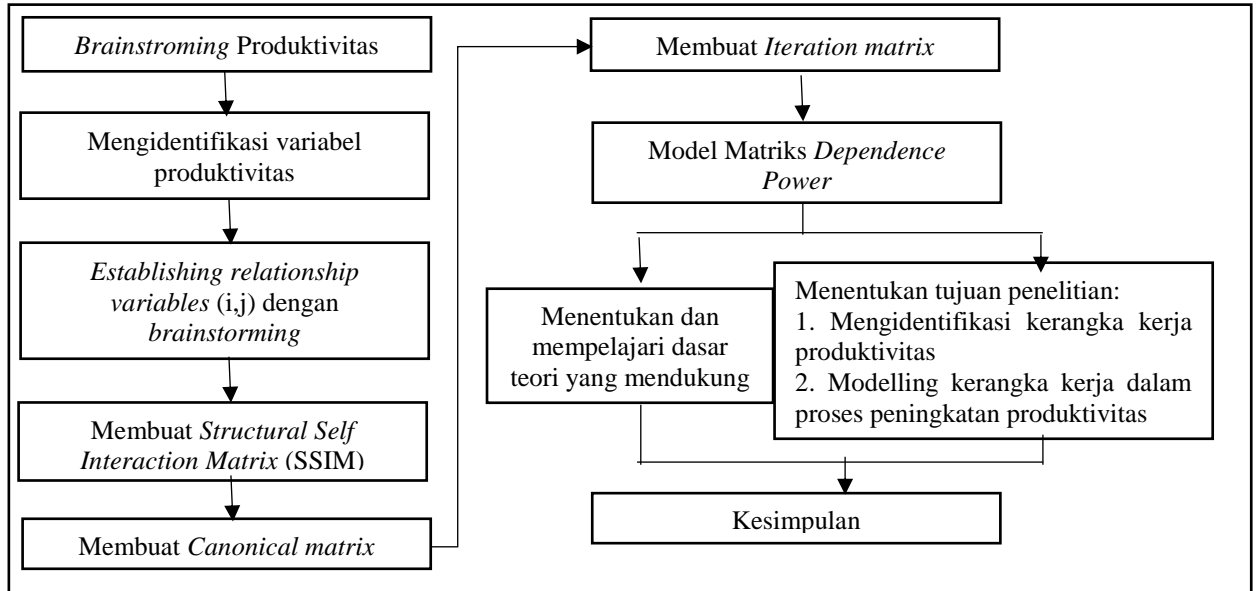 Brainstroming Produktivitas
Mengidentifikasi variabel
produktivitas
Establishing relationship
variables (i,j) dengan
brainstorming
Membuat Structural Self
Interaction Matrix (SSIM)
Membuat Canonical matrix
Membuat Iteration matrix
Model Matriks Dependence
Power
Menentukan dan
mempelajari dasar
teori yang mendukung
Menentukan tujuan penelitian:
1. Mengidentifikasi kerangka kerja
produktivitas
2. Modelling kerangka kerja dalam
proses peningkatan produktivitas
Kesimpulan